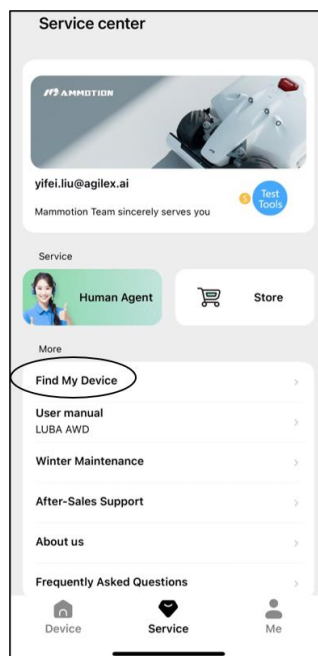 Service center
MAMMOTION
yifei.liu@agilex.ai
Mammotion Team sincerely serves you
Test
Tools
Service
Human Agent
Store
More
Find My Device
User manual
LUBA AWD
Winter Maintenance
After-Sales Support
About us
Frequently Asked Questions
Device
Service
Me